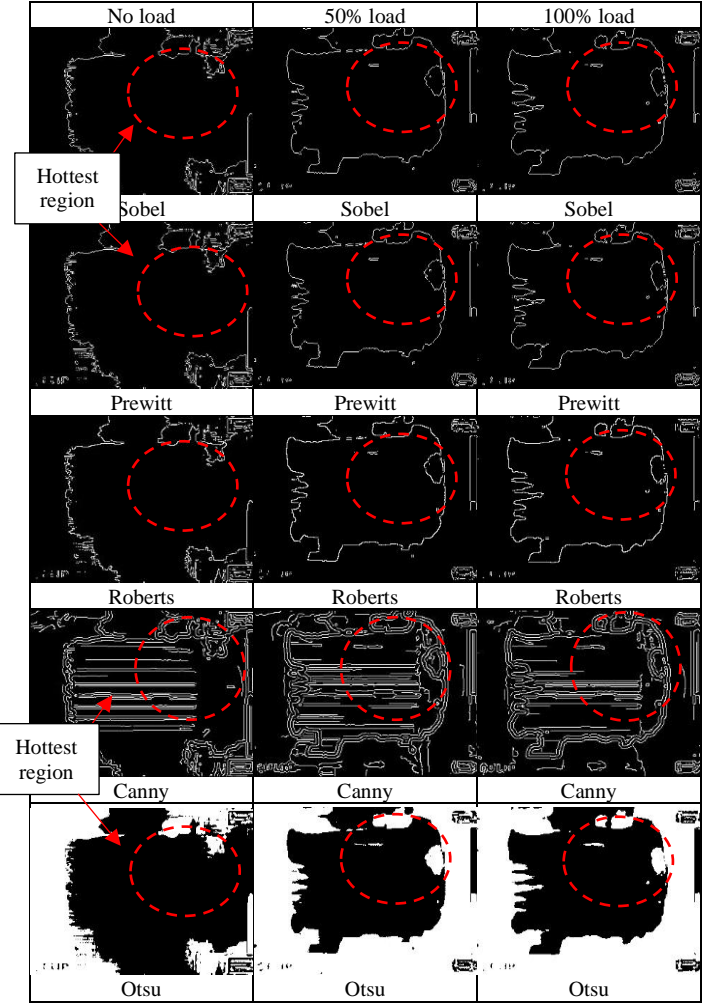 No load 50% load 100% load
Hottest
region
Sobel Sobel Sobel
Prewitt Prewitt Prewitt
Roberts Roberts Roberts
Hottest
region
Canny Canny Canny
Otsu Otsu Otsu